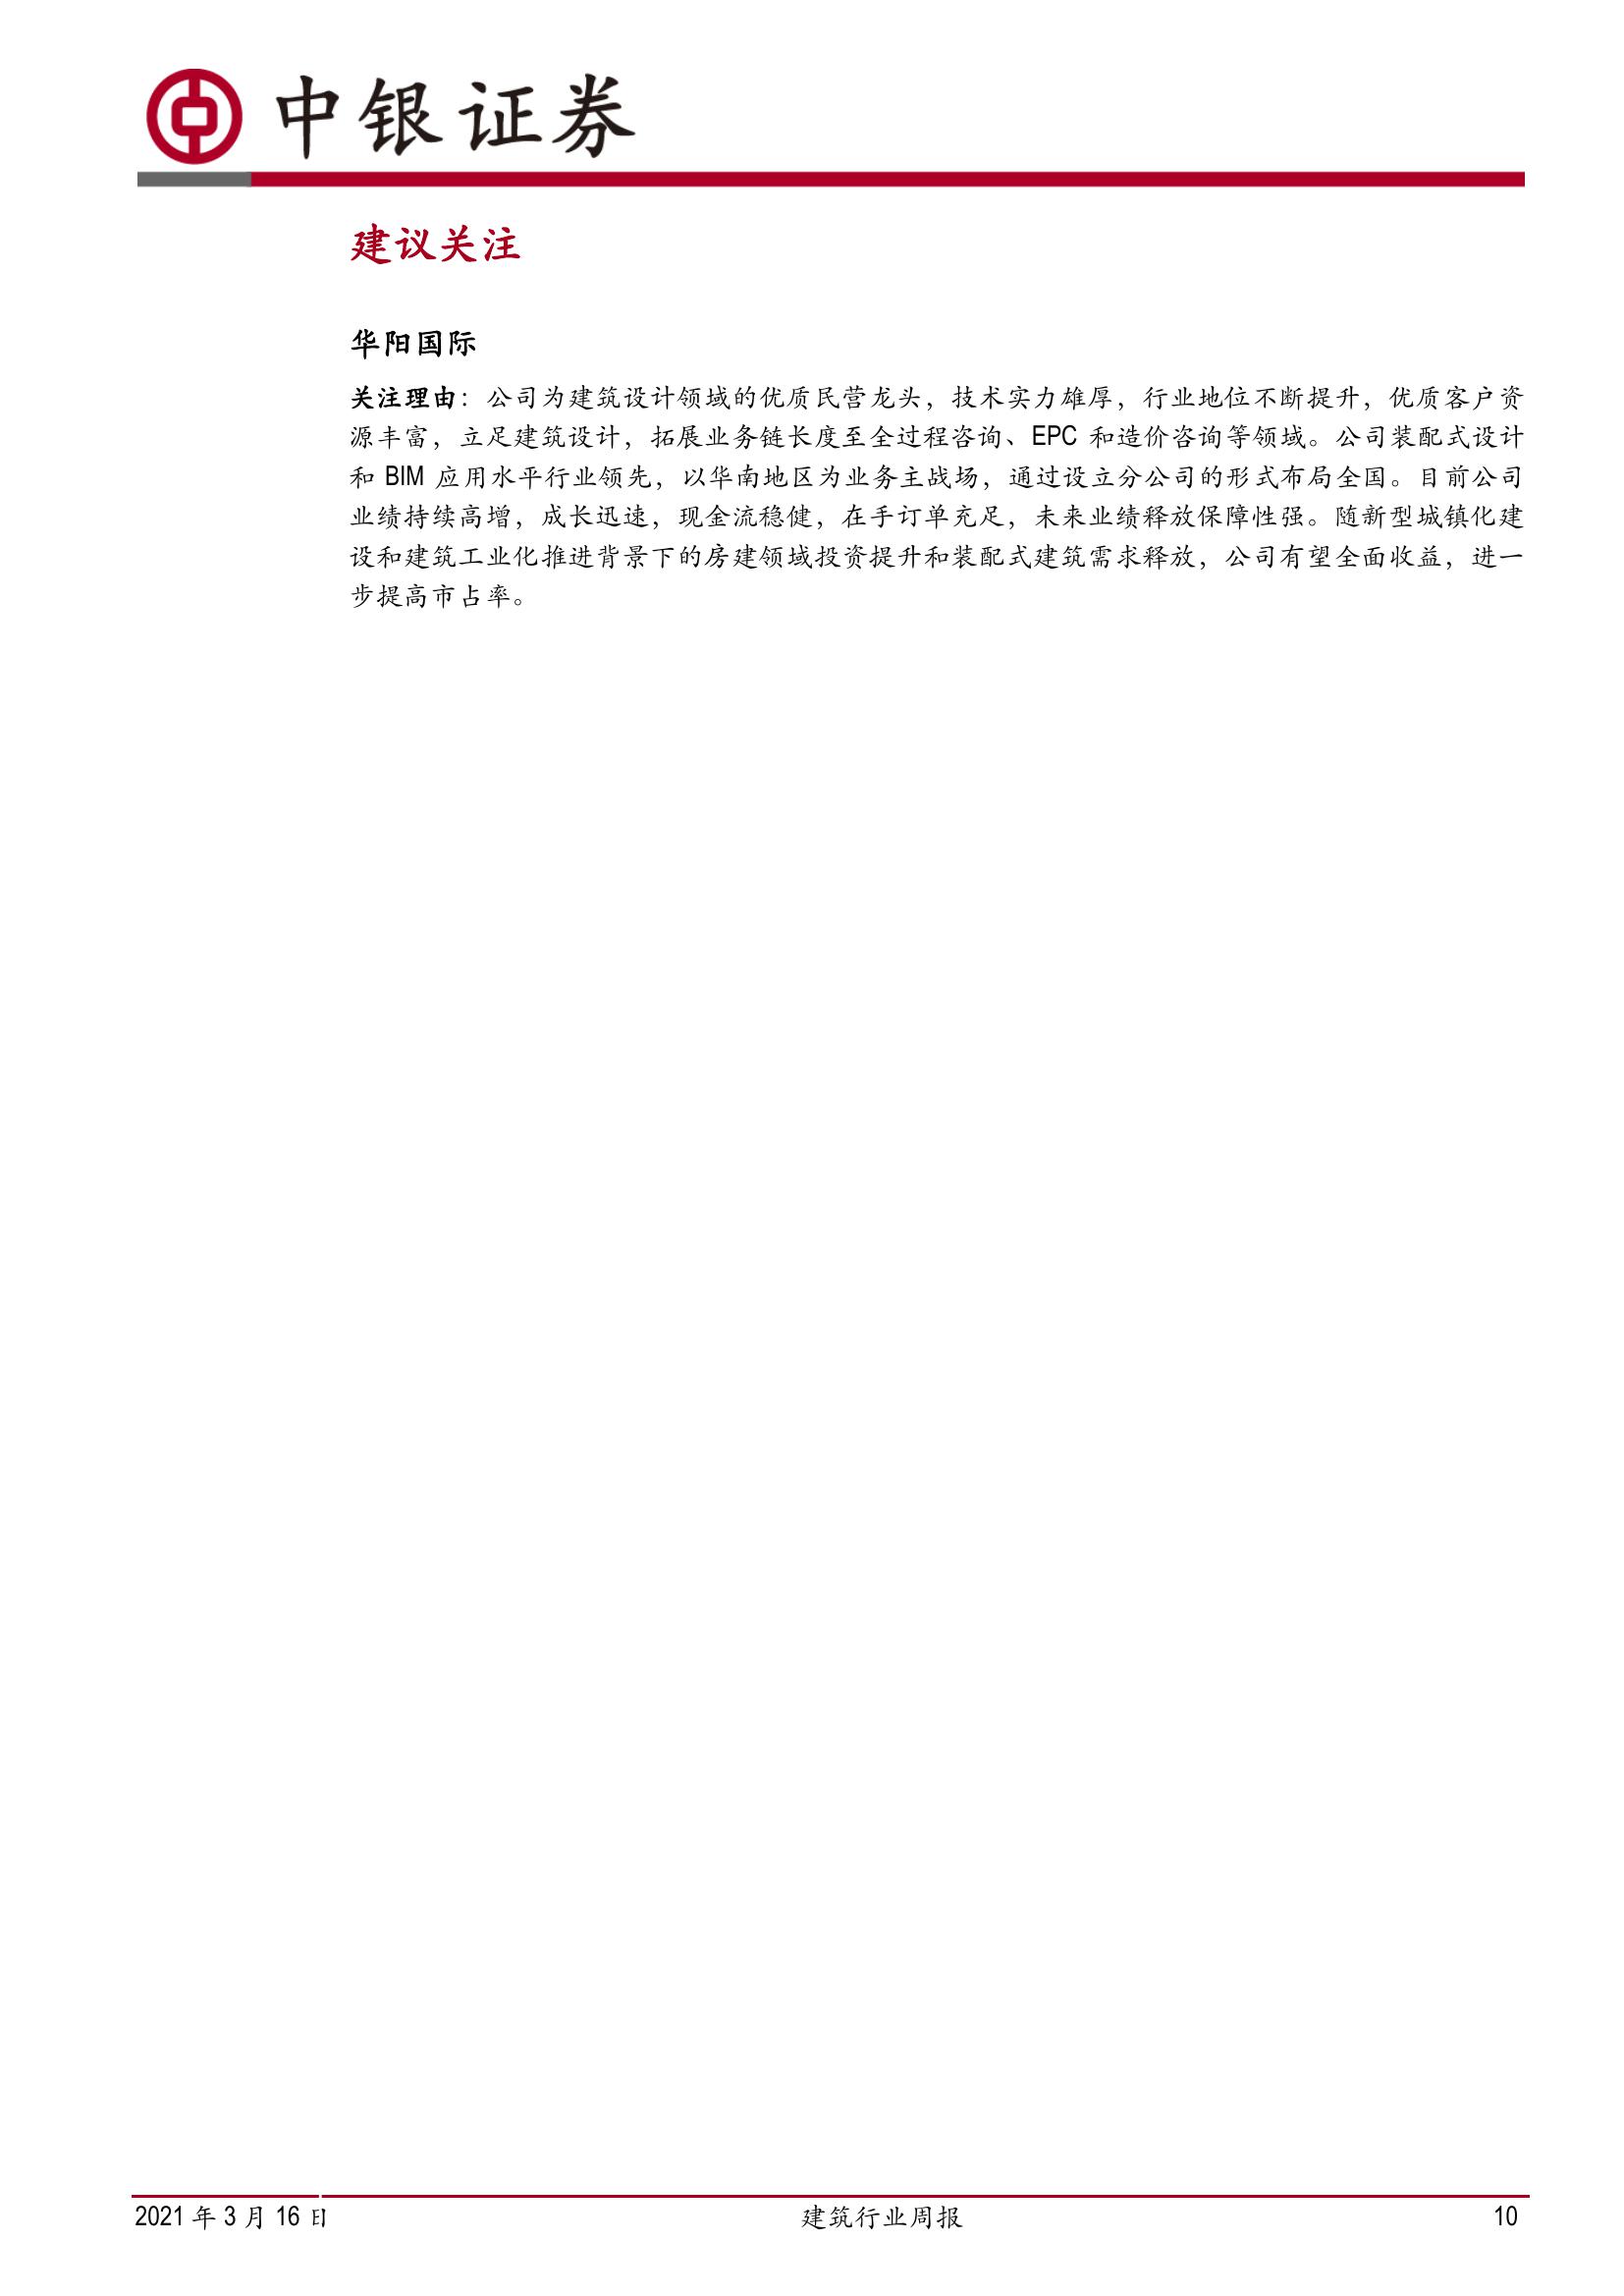 中银证券
建议关注
华阳国际
关注理由：公司为建筑设计领域的优质民营龙头，技术实力雄厚，行业地位不断提升，优质客户资
源丰富，立足建筑设计，拓展业务链长度至全过程咨询、EPC 和造价咨询等领域。公司装配式设计
和 BIM 应用水平行业领先，以华南地区为业务主战场，通过设立分公司的形式布局全国。目前公司
业绩持续高增，成长迅速，现金流稳健，在手订单充足，未来业绩释放保障性强。随新型城镇化建
设和建筑工业化推进背景下的房建领域投资提升和装配式建筑需求释放，公司有望全面收益，进一
步提高市占率。
2021 年 3 月 16 日 建筑行业周报 10